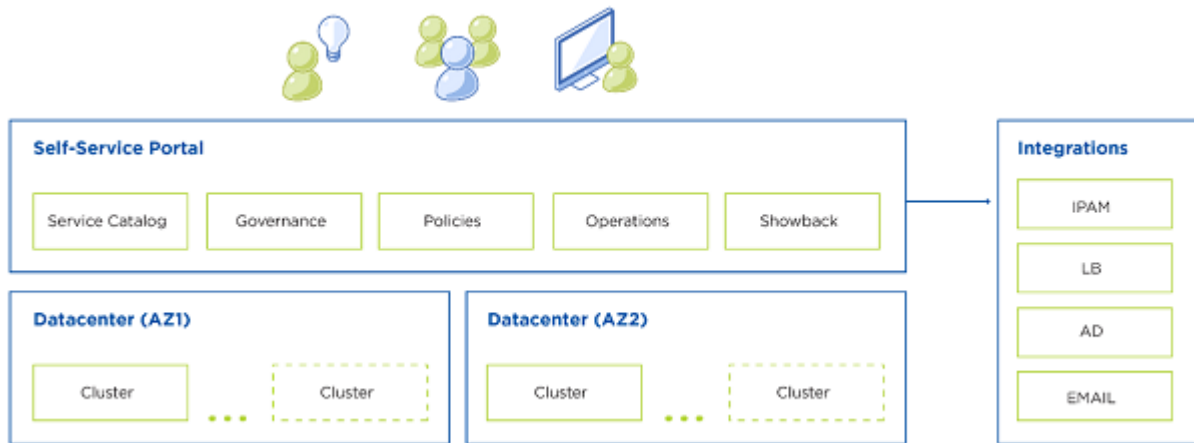 Self-Service Portal
Service Catalog
Governance
Policies
Operations
Showback
Integrations
IPAM
LB
AD
EMAIL
Datacenter (AZ1)
Cluster
Cluster
Datacenter (AZ2)
Cluster
Cluster